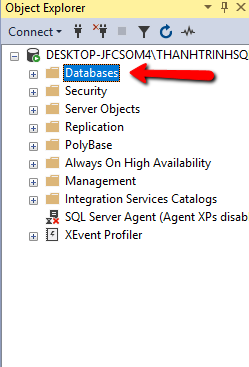 Object Explorer
Connect
DESKTOP-JFCSOM4\THANHTRINHSQ
Databases
Security
Server Objects
Replication
PolyBase
Always On High Availability
Management
Integration Services Catalogs
SQL Server Agent (Agent XPs disab
XEvent Profiler